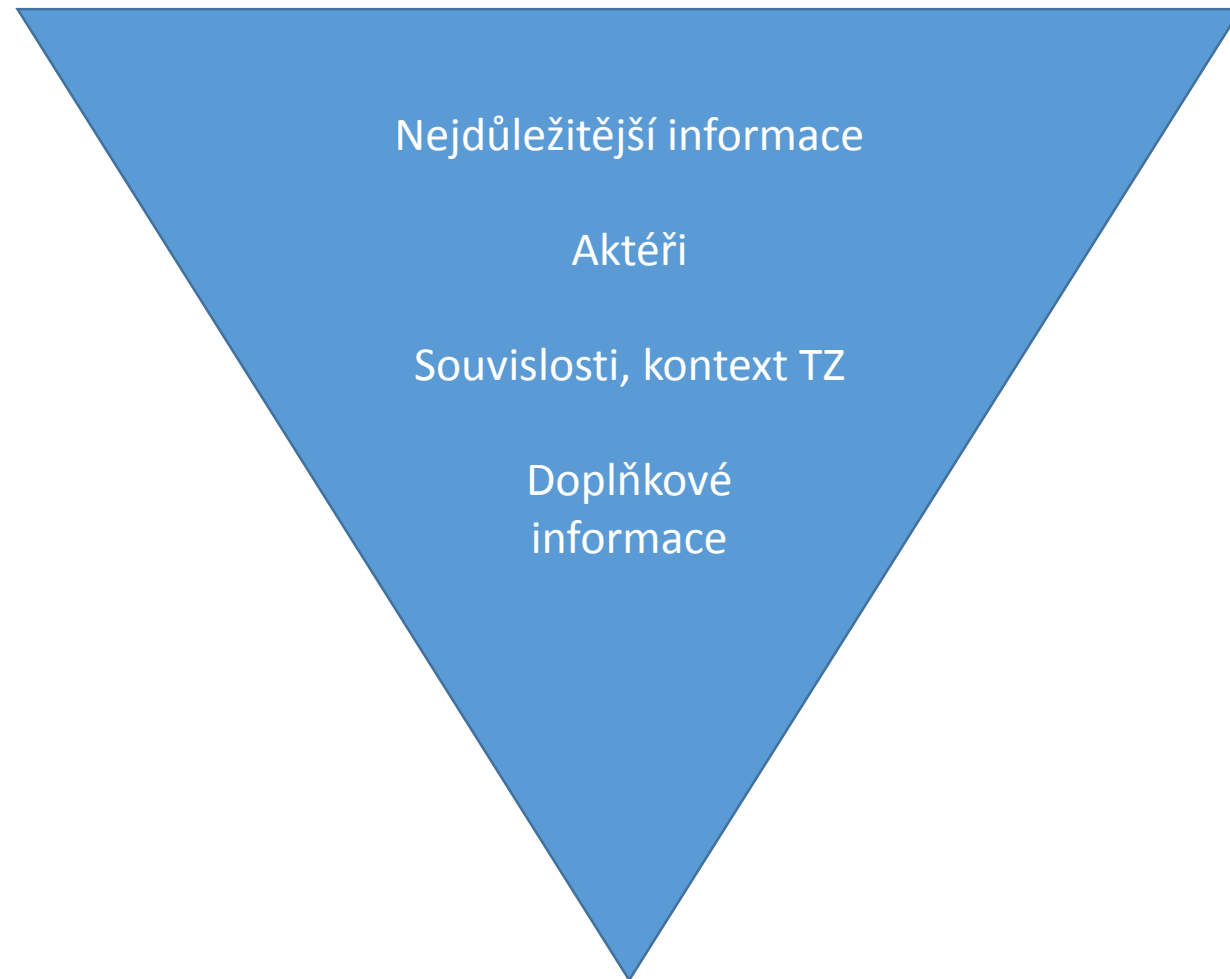 Nejdůležitější informace
Aktéři
Souvislosti, kontext TZ
Doplňkové
informace